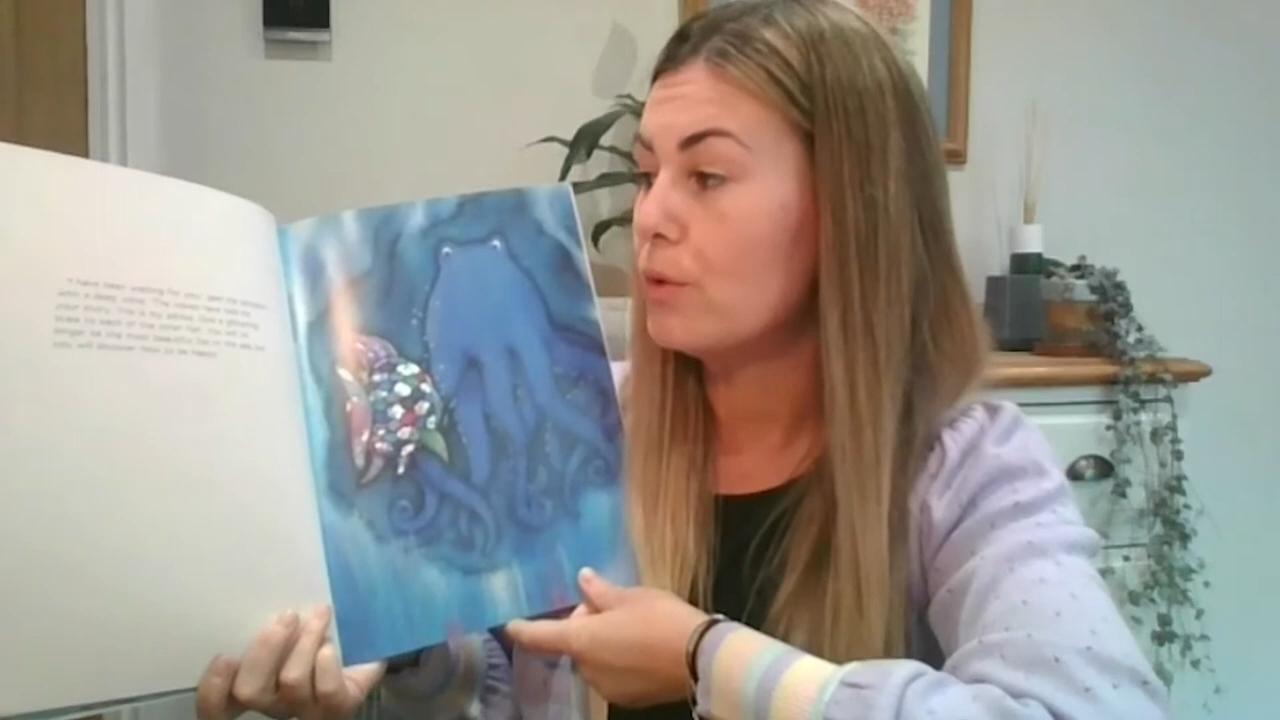 "I have been waiting for you," said the octopus
with a deep voice. "The waves have told me
your story. This is my advice. Give a glittering
scale to each of the other fish. You will no
longer be the most beautiful fish in the sea, but
you will discover how to be happy."